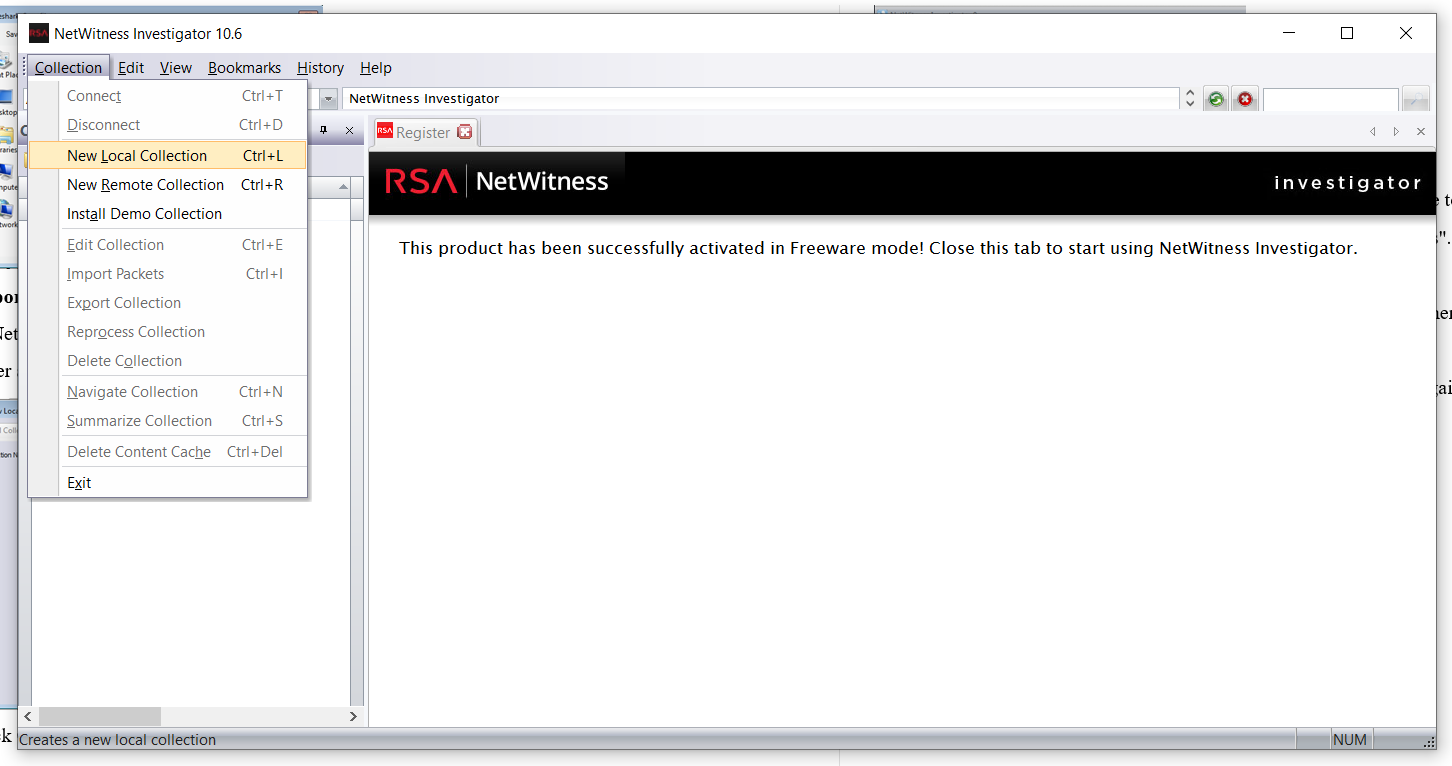 NetWitness Investigator 10.6
Collection Edit View Bookmarks History Help
NetWitness Investigator
Connect Ctrl+T
Disconnect Ctrl+D
New Local Collection Ctrl+L
New Remote Collection Ctrl+R
Install Demo Collection
Edit Collection Ctrl+E
Import Packets Ctrl+I
Export Collection
Reprocess Collection
Delete Collection
Navigate Collection Ctrl+N
Summarize Collection Ctrl+S
Delete Content Cache Ctrl+Del
Exit
RSA Register
RSA NetWitness
investigator
This product has been successfully activated in Freeware mode! Close this tab to start using NetWitness Investigator.
Creates a new local collection
NUM